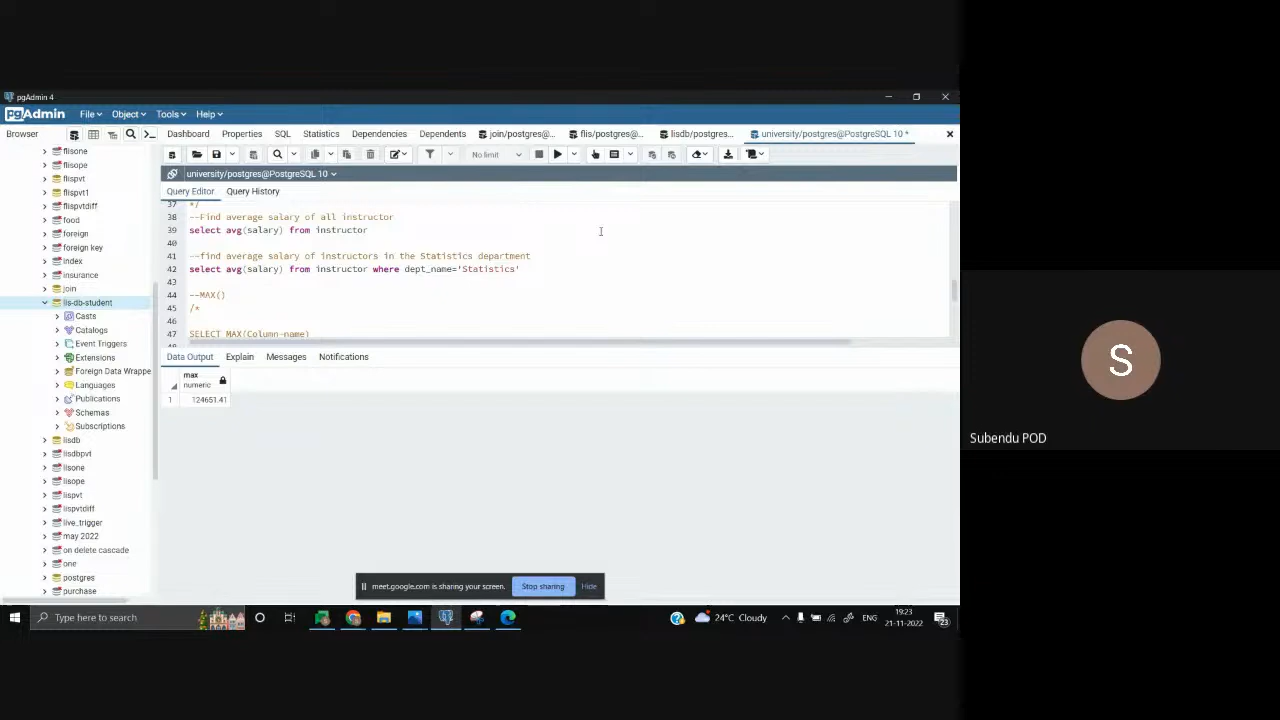 pgAdmin 4
pgAdmin File Object Tools Help
Browser Dashboard Properties SQL Statistics Dependencies Dependents join/postgres@... flis/postgres@... lisdb/postgres... university/postgres@PostgreSQL 10 *
No limit
university/postgres@PostgreSQL 10
Query Editor Query History
37 */
38 --Find average salary of all instructor
39 select avg(salary) from instructor
40
41 --find average salary of instructors in the Statistics department
42 select avg(salary) from instructor where dept_name='Statistics'
43
44 --MAX()
45 /*
46
47 SELECT MAX(Column-name)
Data Output Explain Messages Notifications
max
numeric
1 124651.41
flisone
flisope
flispvt
flispvt1
flispvtdiff
food
foreign
foreign key
index
insurance
join
lis-db-student
Casts
Catalogs
Event Triggers
Extensions
Foreign Data Wrappe
Languages
Publications
Schemas
Subscriptions
lisdb
lisdbpvt
lisone
lisope
lispvt
lispvtdiff
live_trigger
may 2022
on delete cascade
one
postgres
purchase
meet.google.com is sharing your screen. Stop sharing Hide
Type here to search
24°C Cloudy
ENG
19:23
21-11-2022
23
S
Subendu POD